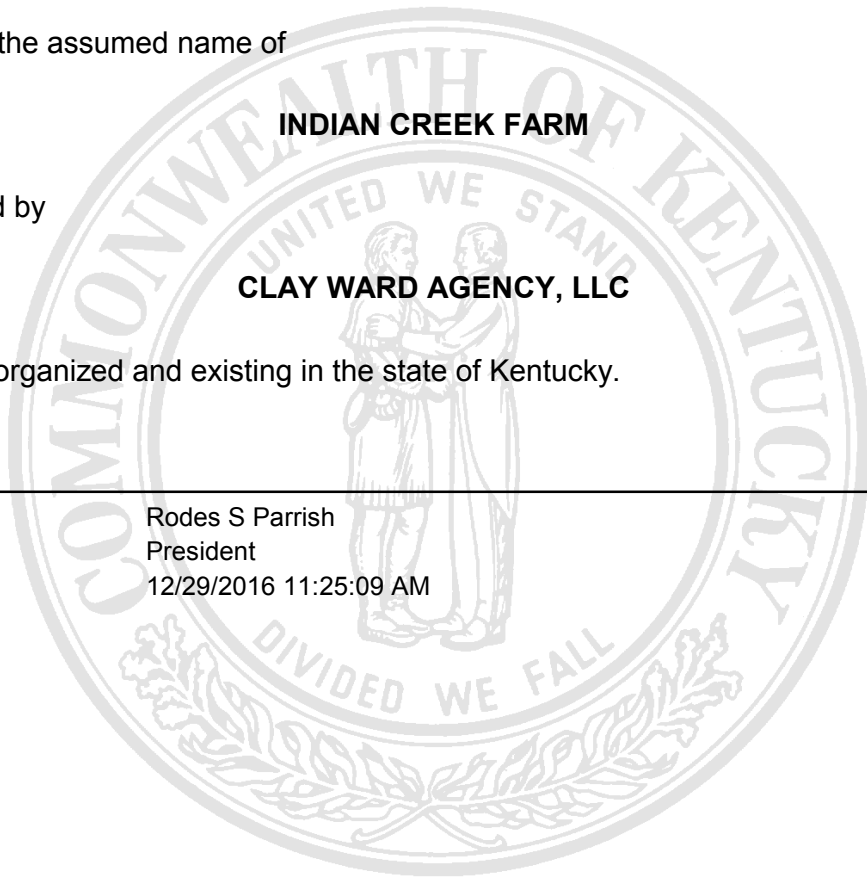 the assumed name of
INDIAN CREEK FARM
d by
CLAY WARD AGENCY, LLC
organized and existing in the state of Kentucky.
Rodes S Parrish
President
12/29/2016 11:25:09 AM
COMMONWEALTH OF KENTUCKY
UNITED WE STAND
DIVIDED WE FALL